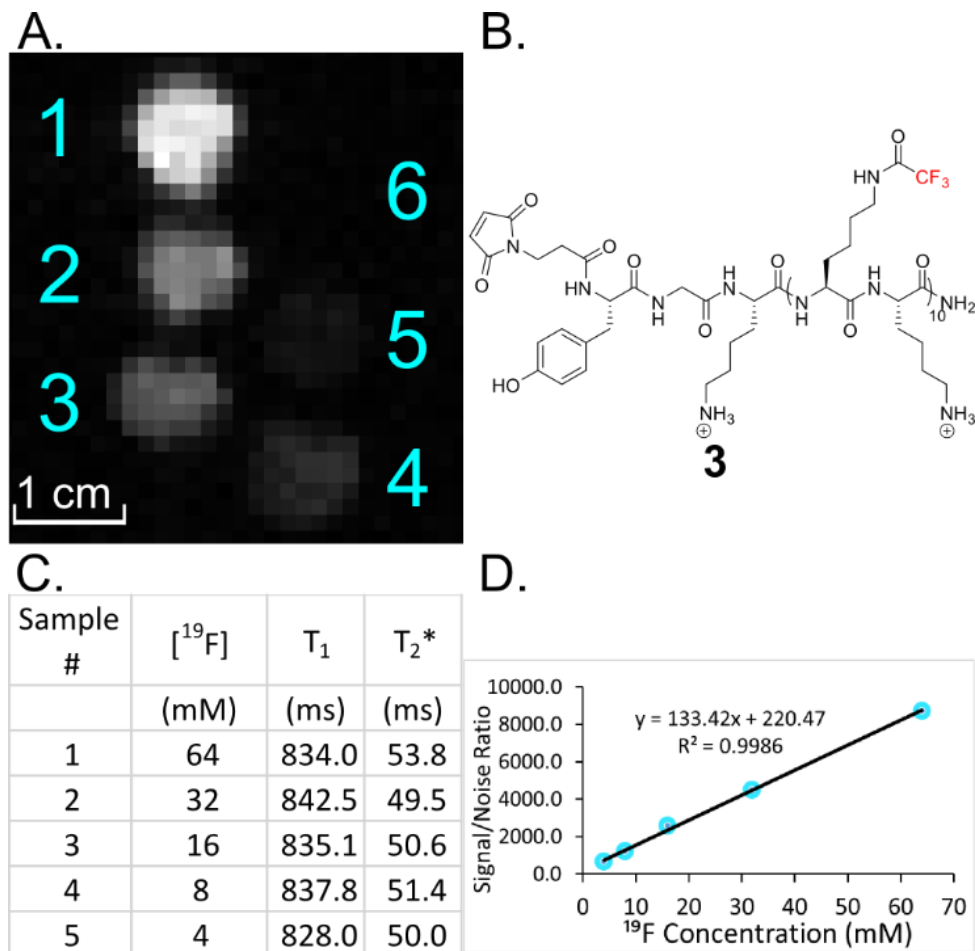 A.
1
2
3
6
5
4
1 cm
B.
O
HN
CF₃
O
N
O
O
HN
O
HN
O
H
N
O
HN
O
H
N
O
10
NH₂
HO
NH₃
⊕
NH₃
⊕
3
C.
Sample # [¹⁹F] T₁ T₂*
(mM) (ms) (ms)
1 64 834.0 53.8
2 32 842.5 49.5
3 16 835.1 50.6
4 8 837.8 51.4
5 4 828.0 50.0
D.
Signal/Noise Ratio
10000.0
8000.0
6000.0
4000.0
2000.0
0.0
y = 133.42x + 220.47
R² = 0.9986
0 10 20 30 40 50 60 70
¹⁹F Concentration (mM)